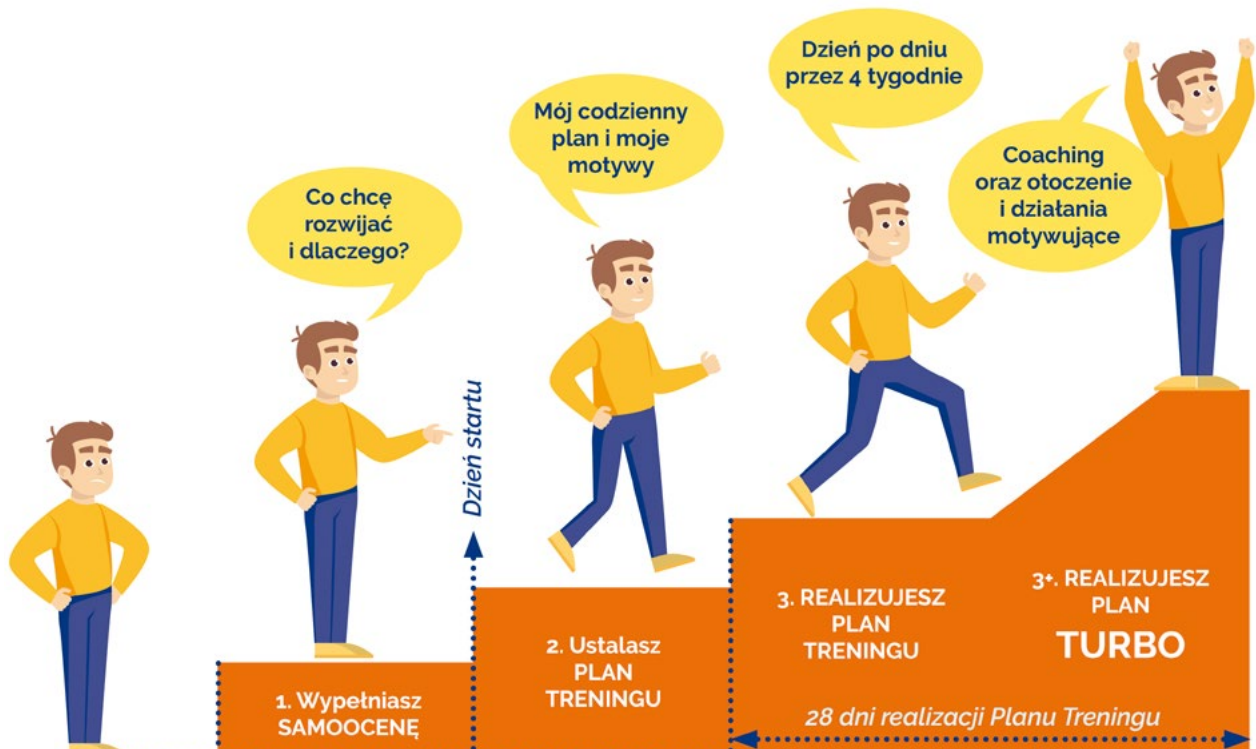 Co chcę
rozwijać
i dlaczego?
Mój codzienny
plan i moje
motywy
Dzień po dniu
przez 4 tygodnie
Coaching
oraz otoczenie
i działania
motywujące
Dzień startu
1. Wypełniasz
SAMOOCENĘ
2. Ustalasz
PLAN
TRENINGU
3. REALIZUJESZ
PLAN
TRENINGU
3+. REALIZUJESZ
PLAN
TURBO
28 dni realizacji Planu Treningu